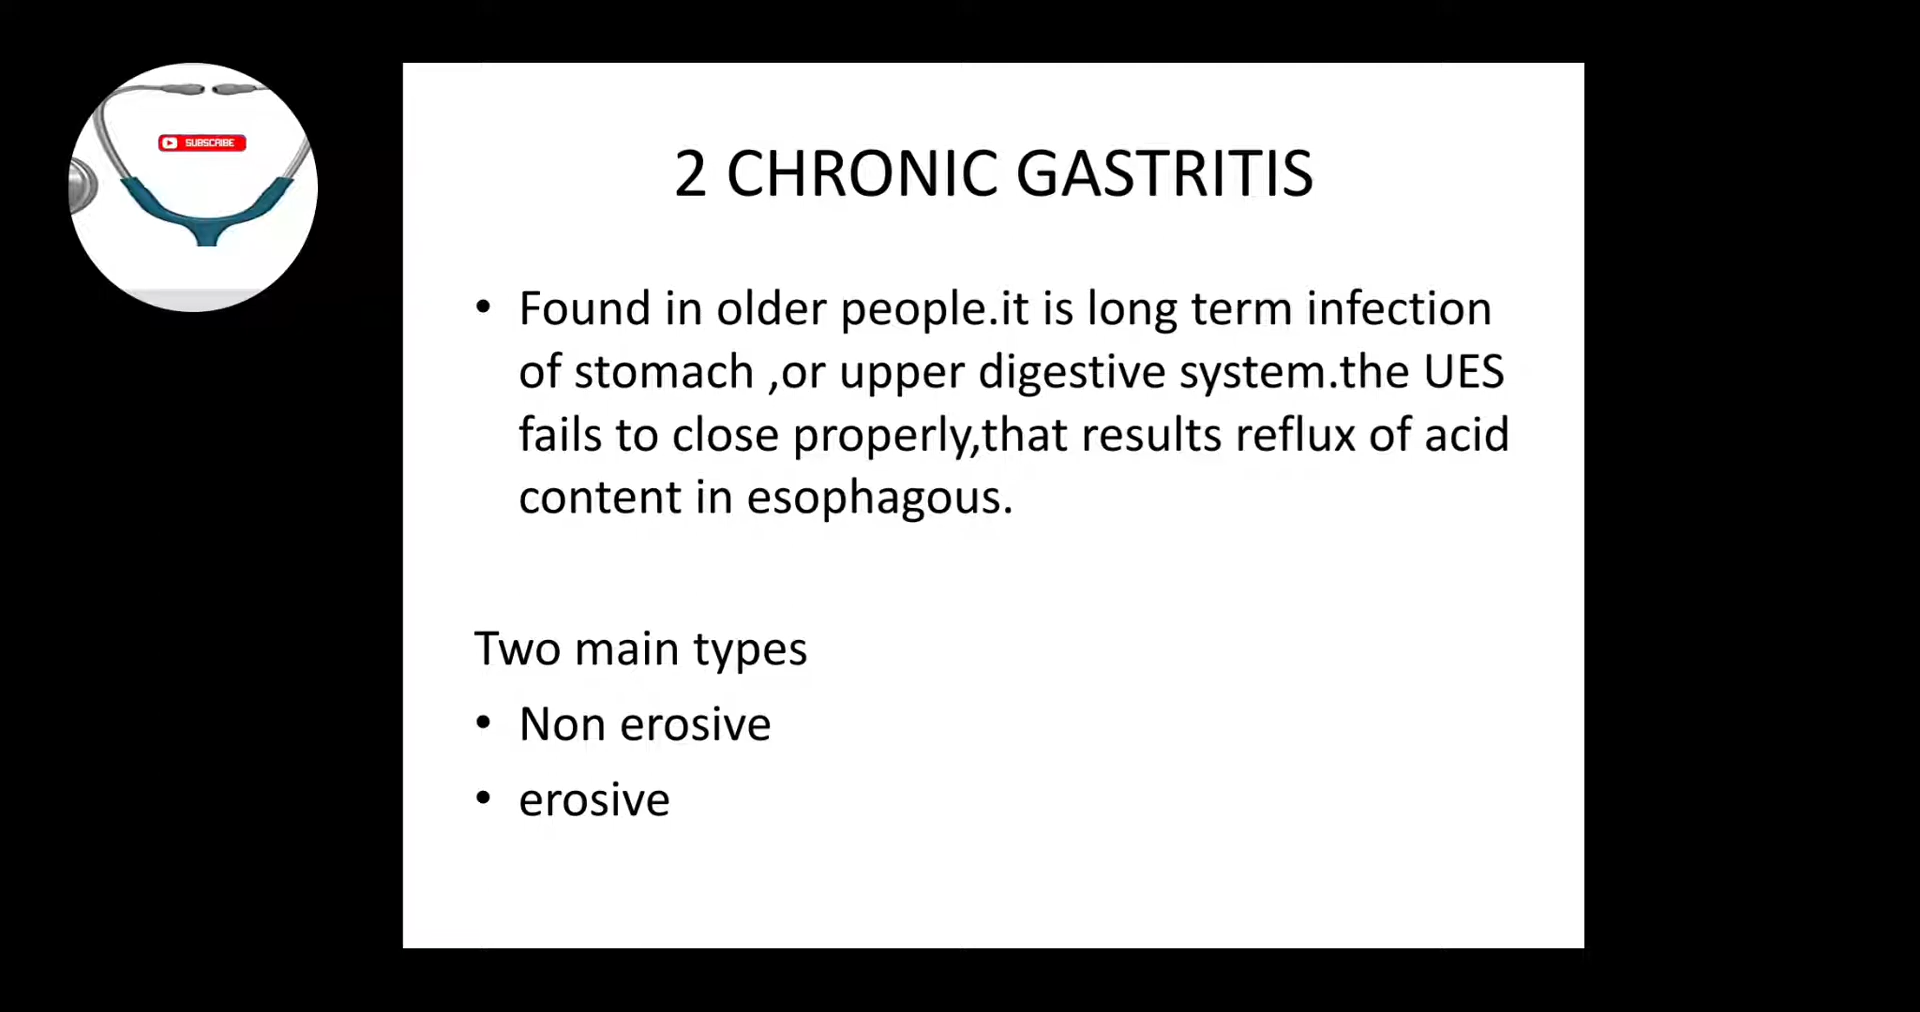 SUBSCRIBE
2 CHRONIC GASTRITIS
• Found in older people.it is long term infection
of stomach ,or upper digestive system.the UES
fails to close properly,that results reflux of acid
content in esophagous.
Two main types
• Non erosive
• erosive